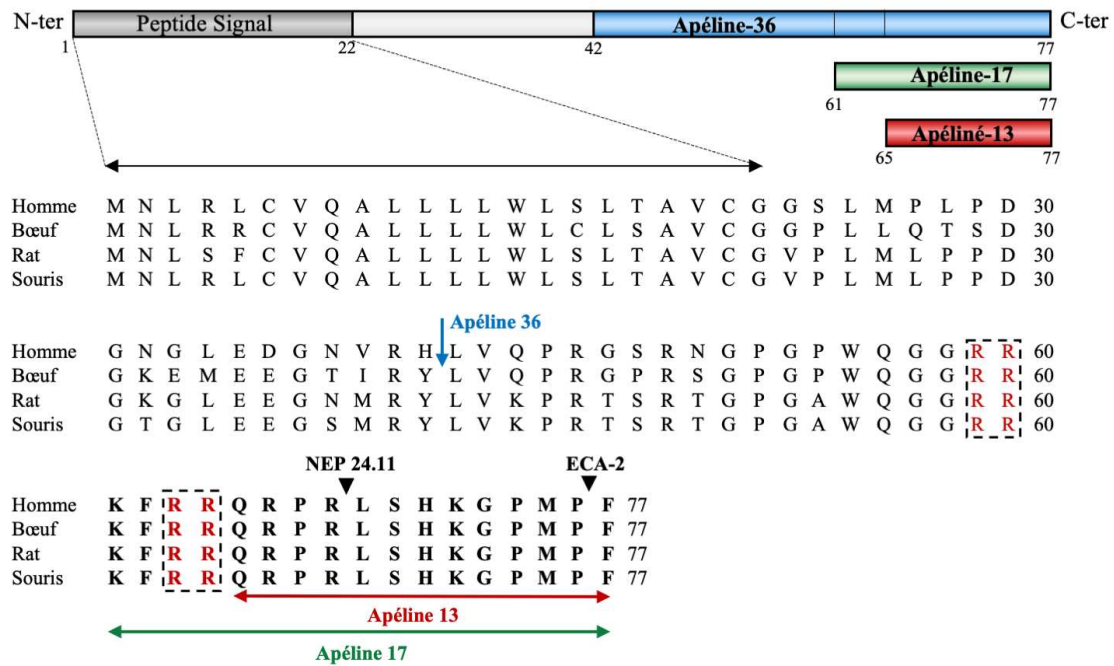 N-ter Peptide Signal Apéline-36 C-ter
1 22 42 77
Apéline-17
61 77
Apéliné-13
65 77
Homme M N L R L C V Q A L L L L W L S L T A V C G G S L M P L P D 30
Bœuf M N L R R C V Q A L L L L W L C L S A V C G G P L L Q T S D 30
Rat M N L S F C V Q A L L L L W L S L T A V C G V P L M L P P D 30
Souris M N L R L C V Q A L L L L W L S L T A V C G V P L M L P P D 30
Apéline 36
Homme G N G L E D G N V R H L V Q P R G S R N G P G P W Q G G R R 60
Bœuf G K E M E E G T I R Y L V Q P R G P R S G P G P W Q G G R R 60
Rat G K G L E E G N M R Y L V K P R T S R T G P G A W Q G G R R 60
Souris G T G L E E G S M R Y L V K P R T S R T G P G A W Q G G R R 60
NEP 24.11 ECA-2
Homme K F R R Q R P R L S H K G P M P F 77
Bœuf K F R R Q R P R L S H K G P M P F 77
Rat K F R R Q R P R L S H K G P M P F 77
Souris K F R R Q R P R L S H K G P M P F 77
Apéline 13
Apéline 17